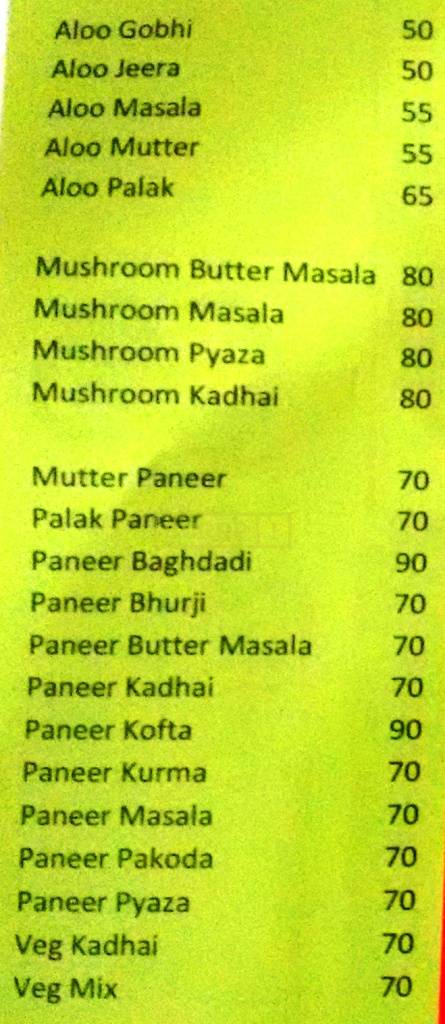 Aloo Gobhi 50
Aloo Jeera 50
Aloo Masala 55
Aloo Mutter 55
Aloo Palak 65
Mushroom Butter Masala 80
Mushroom Masala 80
Mushroom Pyaza 80
Mushroom Kadhai 80
Mutter Paneer 70
Palak Paneer 70
Paneer Baghdadi 90
Paneer Bhurji 70
Paneer Butter Masala 70
Paneer Kadhai 70
Paneer Kofta 90
Paneer Kurma 70
Paneer Masala 70
Paneer Pakoda 70
Paneer Pyaza 70
Veg Kadhai 70
Veg Mix 70